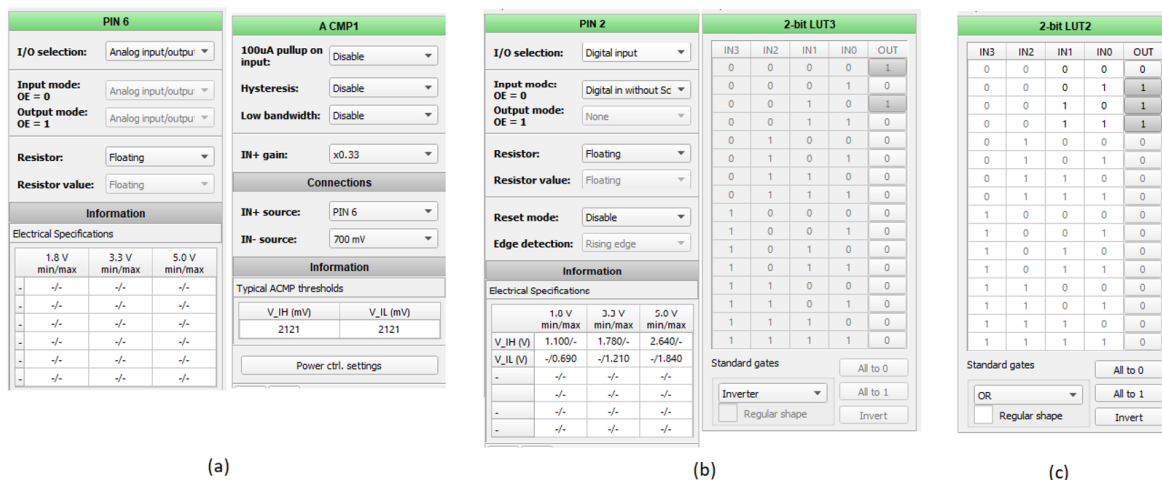 PIN 6
I/O selection: Analog input/outpu
Input mode: OE = 0 Analog input/outpu
Output mode: OE = 1 Analog input/outpu
Resistor: Floating
Resistor value: Floating
Information
Electrical Specifications
1.8 V min/max 3.3 V min/max 5.0 V min/max
- -/- -/- -/-
- -/- -/- -/-
- -/- -/- -/-
- -/- -/- -/-
- -/- -/- -/-
- -/- -/- -/-
A CMP1
100uA pullup on input: Disable
Hysteresis: Disable
Low bandwidth: Disable
IN+ gain: x0.33
Connections
IN+ source: PIN 6
IN- source: 700 mV
Information
Typical ACMP thresholds
V_IH (mV) V_IL (mV)
2121 2121
Power ctrl. settings
(a)
PIN 2
I/O selection: Digital input
Input mode: OE = 0 Digital in without Sc
Output mode: OE = 1 None
Resistor: Floating
Resistor value: Floating
Reset mode: Disable
Edge detection: Rising edge
Information
Electrical Specifications
1.8 V min/max 3.3 V min/max 5.0 V min/max
V_IH (V) 1.100/- 1.780/- 2.640/-
V_IL (V) -/0.690 -/1.210 -/1.840
- -/- -/- -/-
-/- -/- -/-
- -/- -/- -/-
- -/- -/- -/-
2-bit LUT3
IN3 IN2 IN1 IN0 OUT
0 0 0 0 1
0 0 0 1 0
0 0 1 0 1
0 0 1 1 0
0 1 0 0 0
0 1 0 1 0
0 1 1 0 0
0 1 1 1 0
1 0 0 0 0
1 0 0 1 0
1 0 1 0 0
1 0 1 1 0
1 1 0 0 0
1 1 0 1 0
1 1 1 0 0
1 1 1 1 0
Standard gates All to 0
Inverter All to 1
Regular shape Invert
(b)
2-bit LUT2
IN3 IN2 IN1 IN0 OUT
0 0 0 0 0
0 0 0 1 1
0 0 1 0 1
0 0 1 1 1
0 1 0 0 0
0 1 0 1 0
0 1 1 0 0
0 1 1 1 0
1 0 0 0 0
1 0 0 1 0
1 0 1 0 0
1 0 1 1 0
1 1 0 0 0
1 1 0 1 0
1 1 1 0 0
1 1 1 1 0
Standard gates All to 0
OR All to 1
Regular shape Invert
(c)